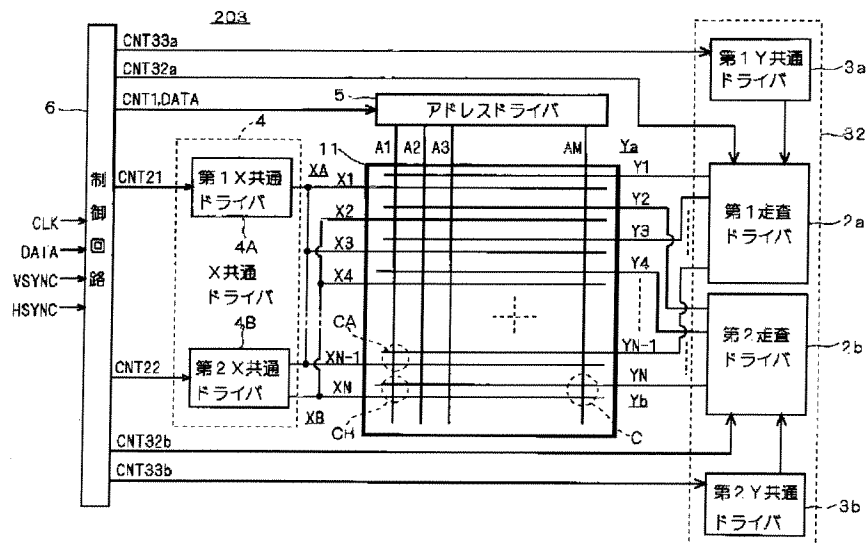 203
CNT33a
第1Y共通
ドライバ
3a
CNT32a
6
CNT1,DATA
5
アドレスドライバ
32
4
A1 A2 A3 AM
Ya
11
XA
CNT21
第1X共通
ドライバ
4A
X1
Y1
X2
Y2
第1走査
ドライバ
2a
制御回路
CLK
DATA
VSYNC
HSYNC
X共通
ドライバ
X3
Y3
X4
Y4
4B
CA
第2走査
ドライバ
2b
CNT22
第2X共通
ドライバ
XN-1
YN-1
XN
YN
XB
CH
C
Yb
CNT32b
CNT33b
第2Y共通
ドライバ
3b